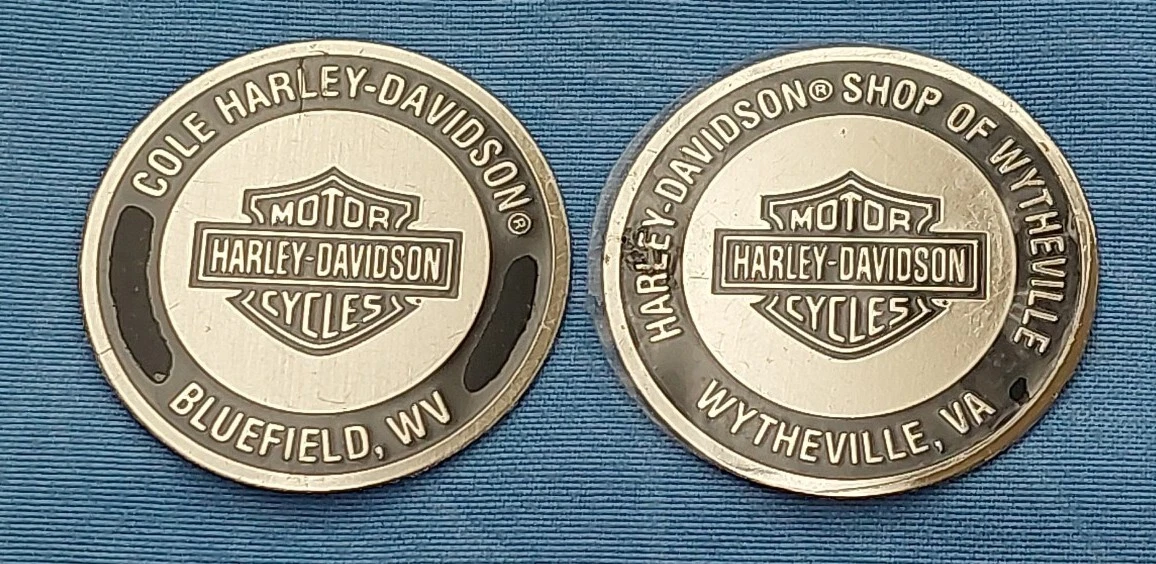 COLE HARLEY-DAVIDSON®
MOTOR
HARLEY-DAVIDSON
CYCLES
BLUEFIELD, WV
HARLEY-DAVIDSON® SHOP OF WYTHEVILLE
MOTOR
HARLEY-DAVIDSON
CYCLES
WYTHEVILLE, VA